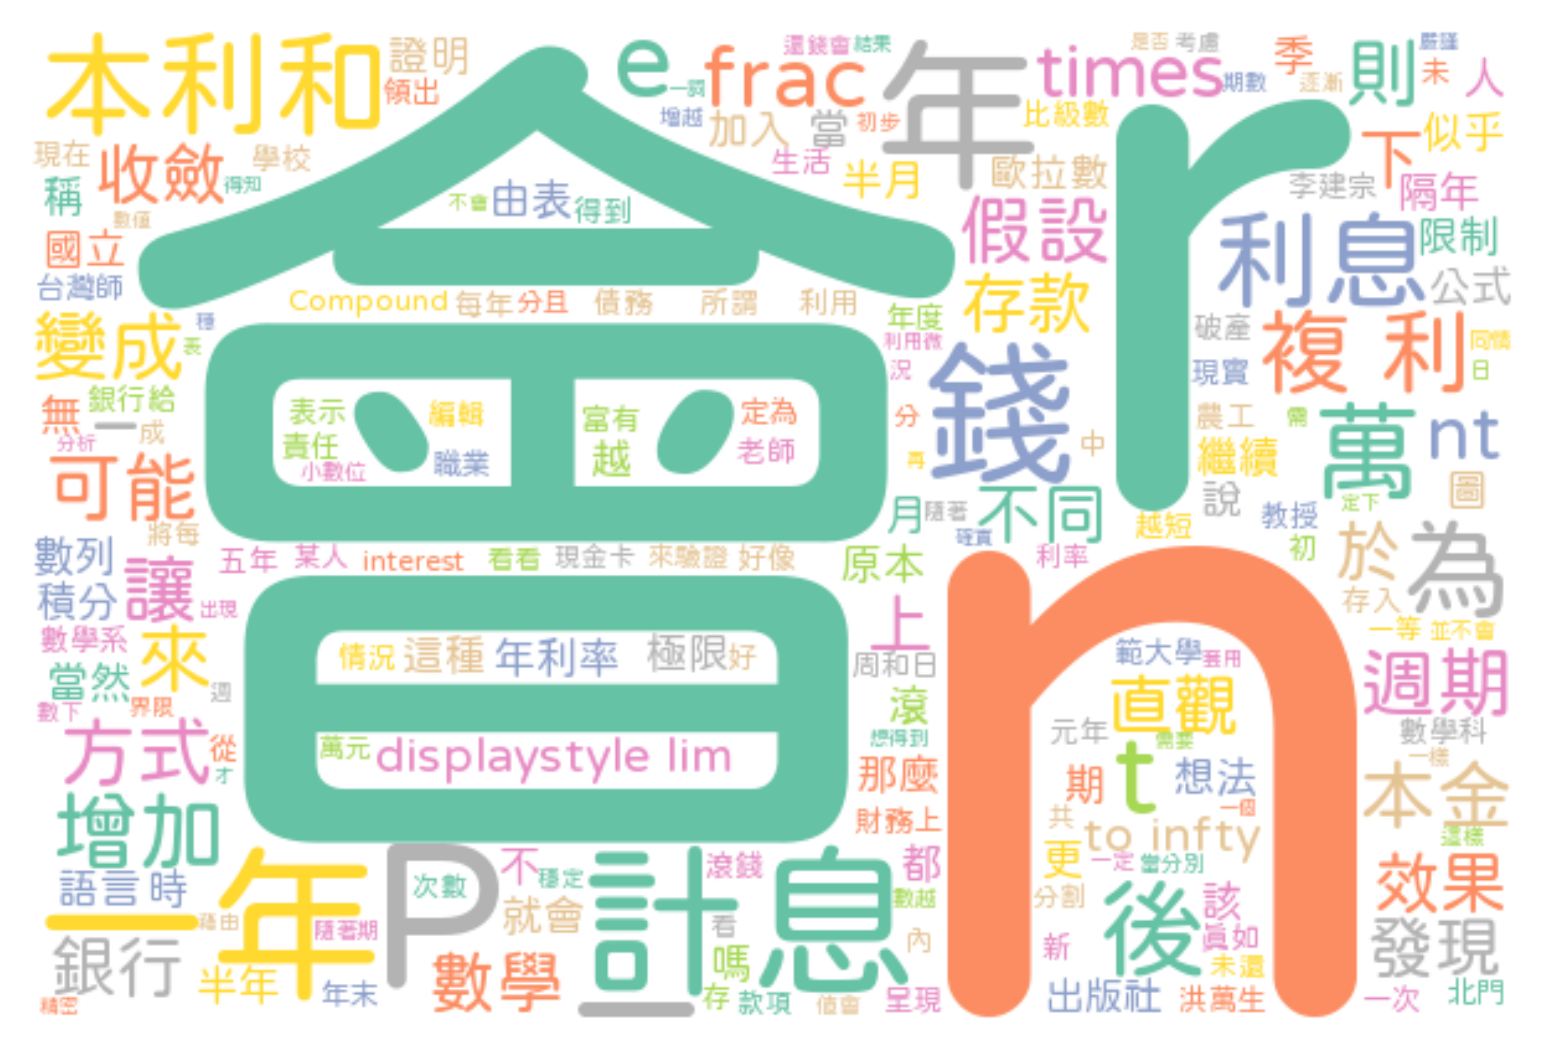 本利和 證明 領出 e 一詞 frac 還錢會 結果 年 times 是否 考慮 季 期數 逐漸 則 嚴謹 未 人
現在 收斂 學校 得知 稱 數值 增越 加入 當 初步 比級數 生活 半月 歐拉數 r 下 似乎 李建宗 隔年
會 不會 由表 得到 假設 利息 限制
國立 台灣師 公式
Compound 每年 分且 債務 所謂 利用 年度 存款
變成 種 表 利用微 況 錢 破產 複利 同情 現實 日
銀行給 無 一 成 分析 表示 編輯 責任 小數位 職業 富有 定為 越 老師 分 再 中 農工 需 繼續 萬 nt
可能 將每 月 隨著 不同 越短 說 教授 定下 圖
數列 讓 五年 某人 interest 看看 現金卡 來驗證 好像 原本 確實 利率 初 於 為
積分 出現 上 n 存入
數學系 來 當然 週 情況 這種 年利率 極限 好 周和日 範大學 善用 一等 並不會
數下 界限 滾 直觀 週期
方式 從 才 萬元 displaystyle lim 想得到 那麼 元年 需要 t 期 想法 數學科 一樣
增加 財務上 共 to infty 一個 本金 這樣
語言 時 一年 P 次數 不 穩定 計息 滾錢 都 更 一定 當分別 效果
銀行 藉由 隨著期 就會 看 數越 分割 後 該 發現
半年 年末 數學 嗎 內 新 真如 未還
精密 一 存 款項 值會 呈現 出版社 洪萬生 一次 北門